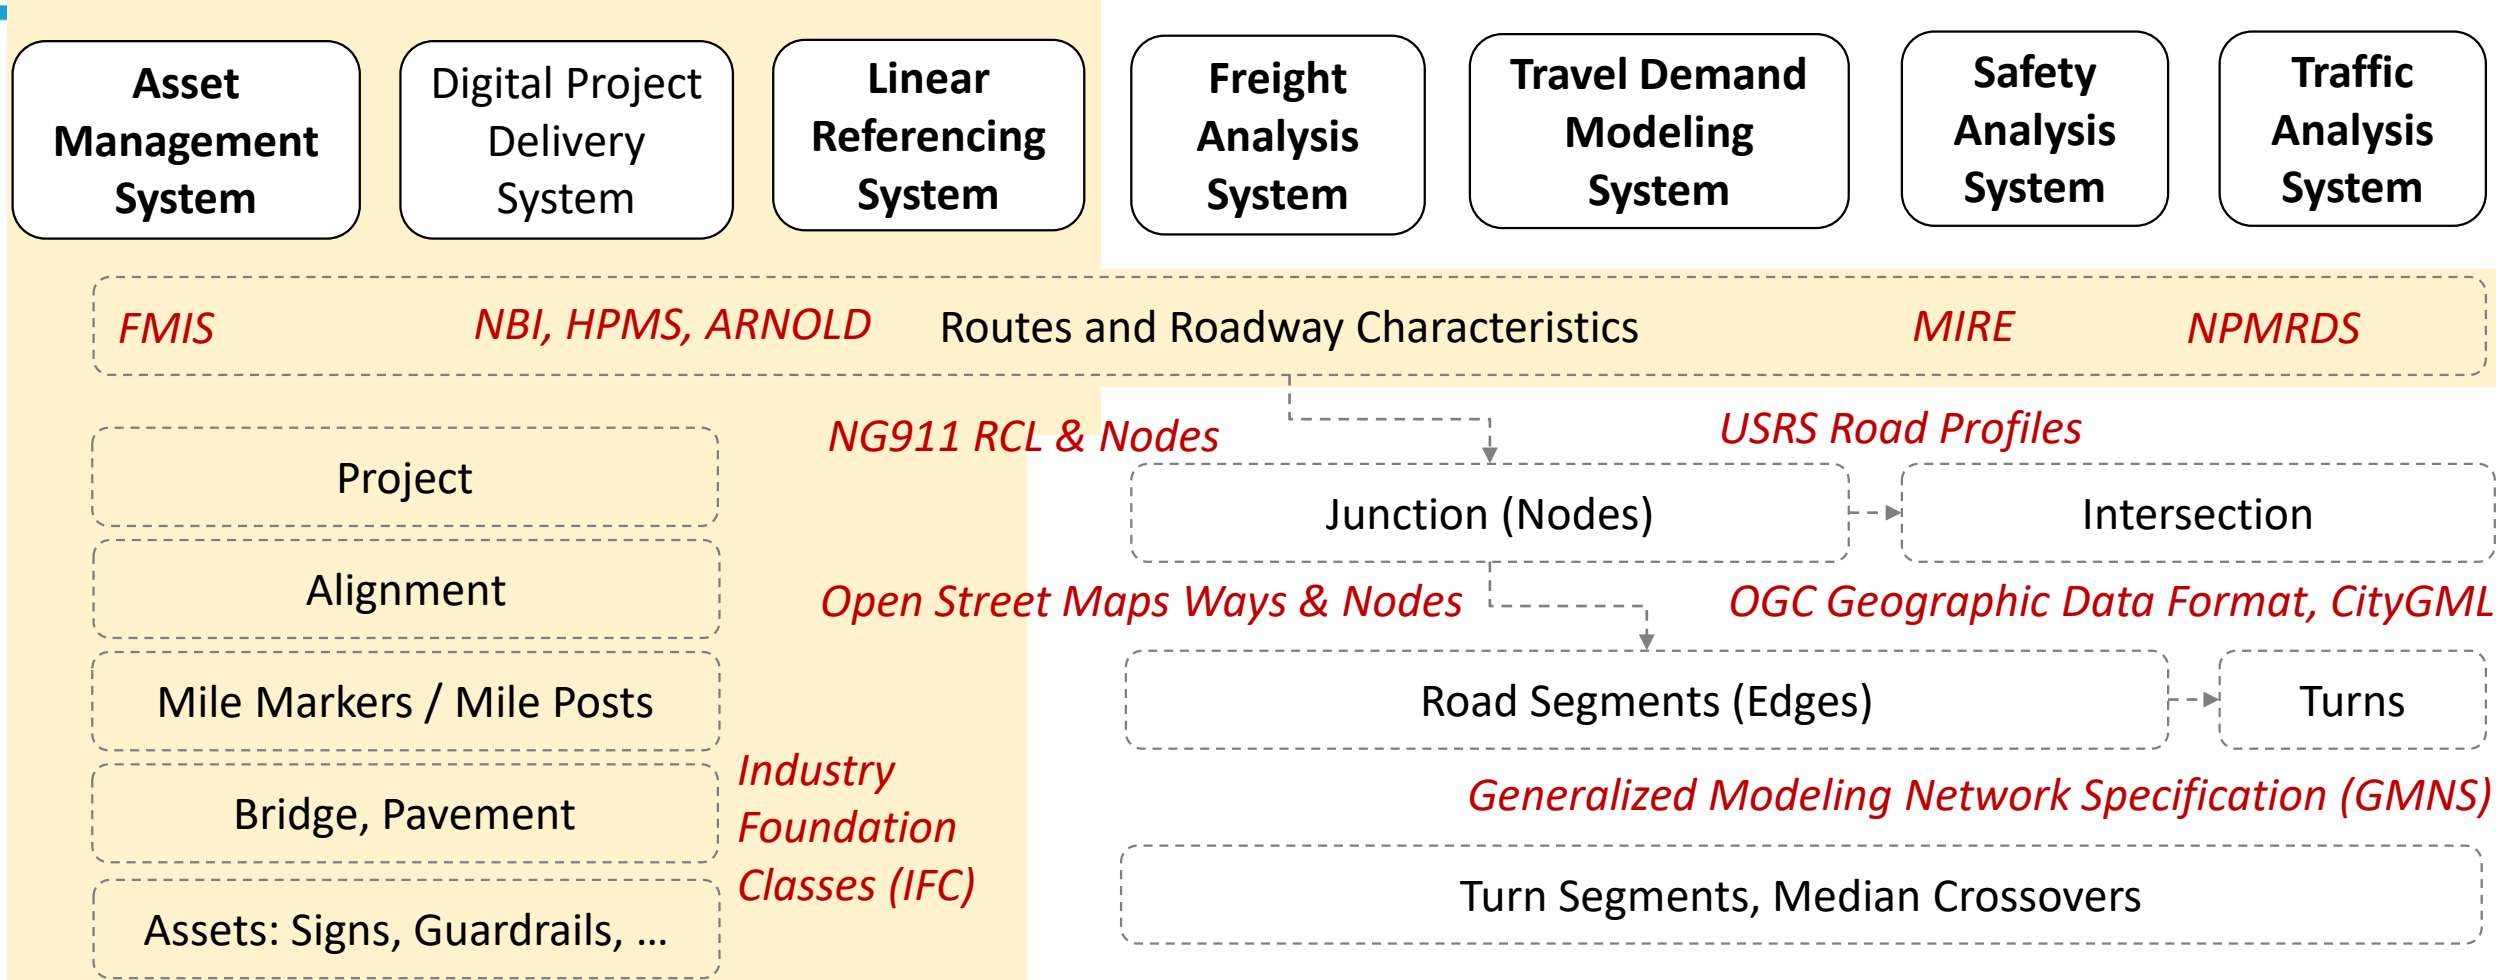 Asset
Management
System
Digital Project
Delivery
System
Linear
Referencing
System
Freight
Analysis
System
Travel Demand
Modeling
System
Safety
Analysis
System
Traffic
Analysis
System
FMIS
NBI, HPMS, ARNOLD
Routes and Roadway Characteristics
MIRE
NPMRDS
NG911 RCL & Nodes
USRS Road Profiles
Project
Junction (Nodes)
Intersection
Alignment
Open Street Maps Ways & Nodes
OGC Geographic Data Format, CityGML
Mile Markers / Mile Posts
Road Segments (Edges)
Turns
Bridge, Pavement
Industry
Foundation
Classes (IFC)
Generalized Modeling Network Specification (GMNS)
Assets: Signs, Guardrails, ...
Turn Segments, Median Crossovers